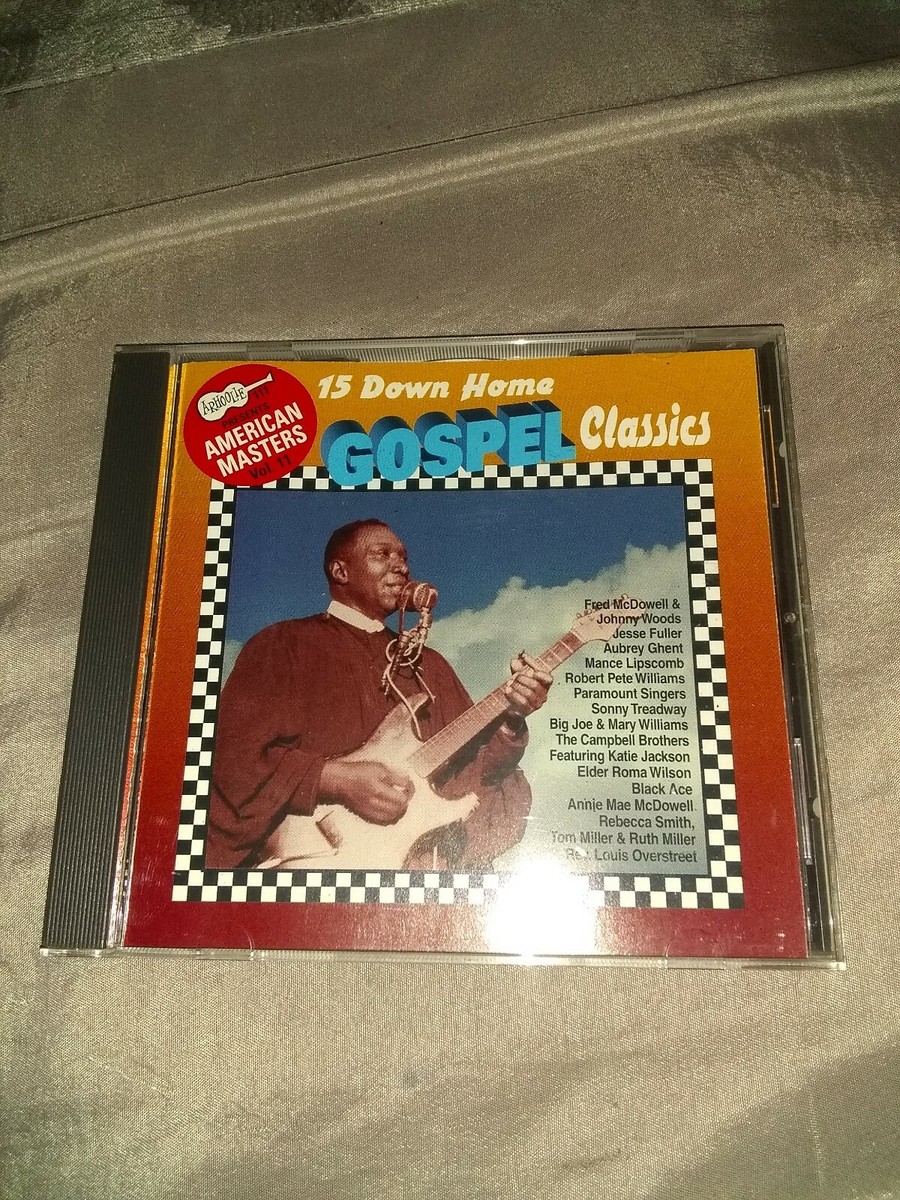 ARHOOLIE 111
PRESENTS
AMERICAN
MASTERS
Vol. 11
15 Down Home
GOSPEL Classics
Fred McDowell &
Johnny Woods
Jesse Fuller
Aubrey Ghent
Mance Lipscomb
Robert Pete Williams
Paramount Singers
Sonny Treadway
Big Joe & Mary Williams
The Campbell Brothers
Featuring Katie Jackson
Elder Roma Wilson
Black Ace
Annie Mae McDowell
Rebecca Smith,
Tom Miller & Ruth Miller
Rev. Louis Overstreet